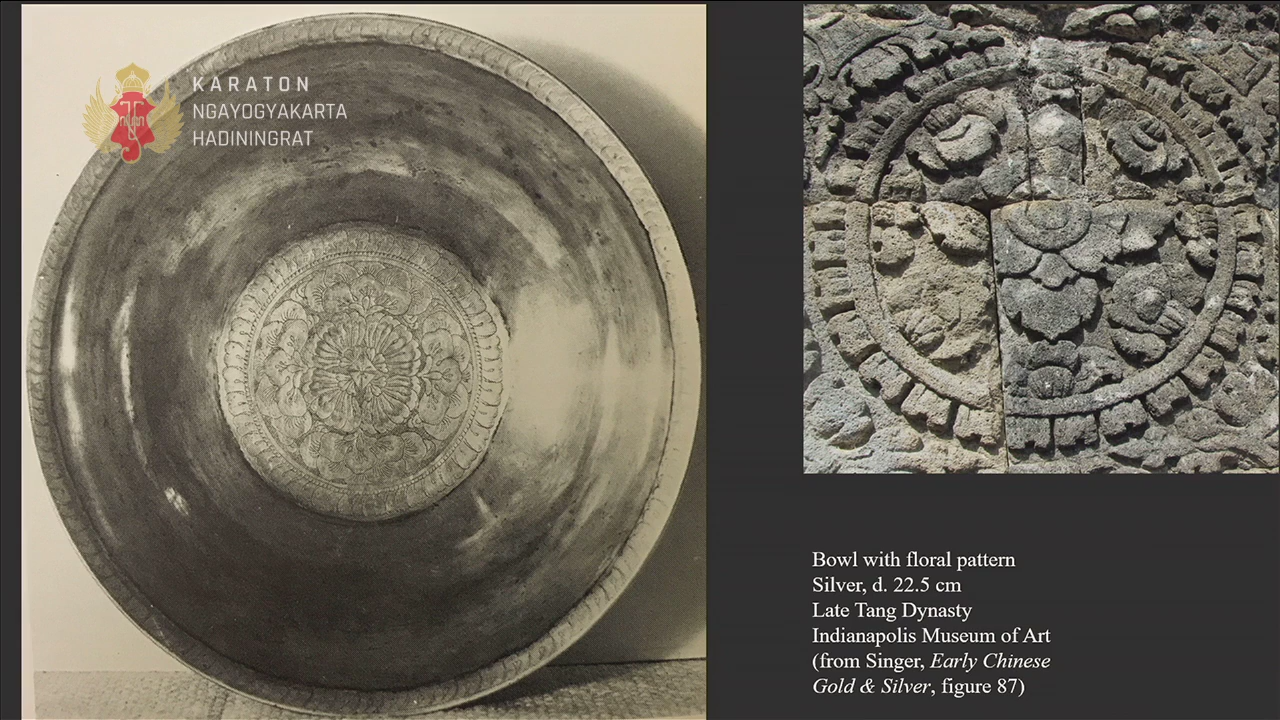 KARATON
NGAYOGYAKARTA
HADININGRAT
Bowl with floral pattern
Silver, d. 22.5 cm
Late Tang Dynasty
Indianapolis Museum of Art
(from Singer, Early Chinese
Gold & Silver, figure 87)